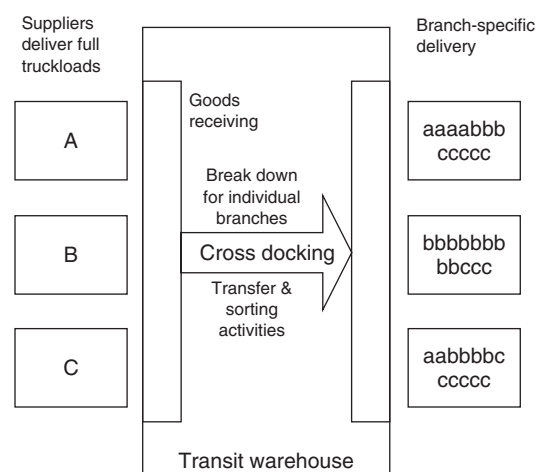 Suppliers
deliver full
truckloads
Branch-specific
delivery
Goods
receiving
A
aaaabbb
ccccc
Break down
for individual
branches
B
Cross docking
bbbbbbb
bbccc
Transfer &
sorting
activities
C
aabbbbc
ccccc
Transit warehouse